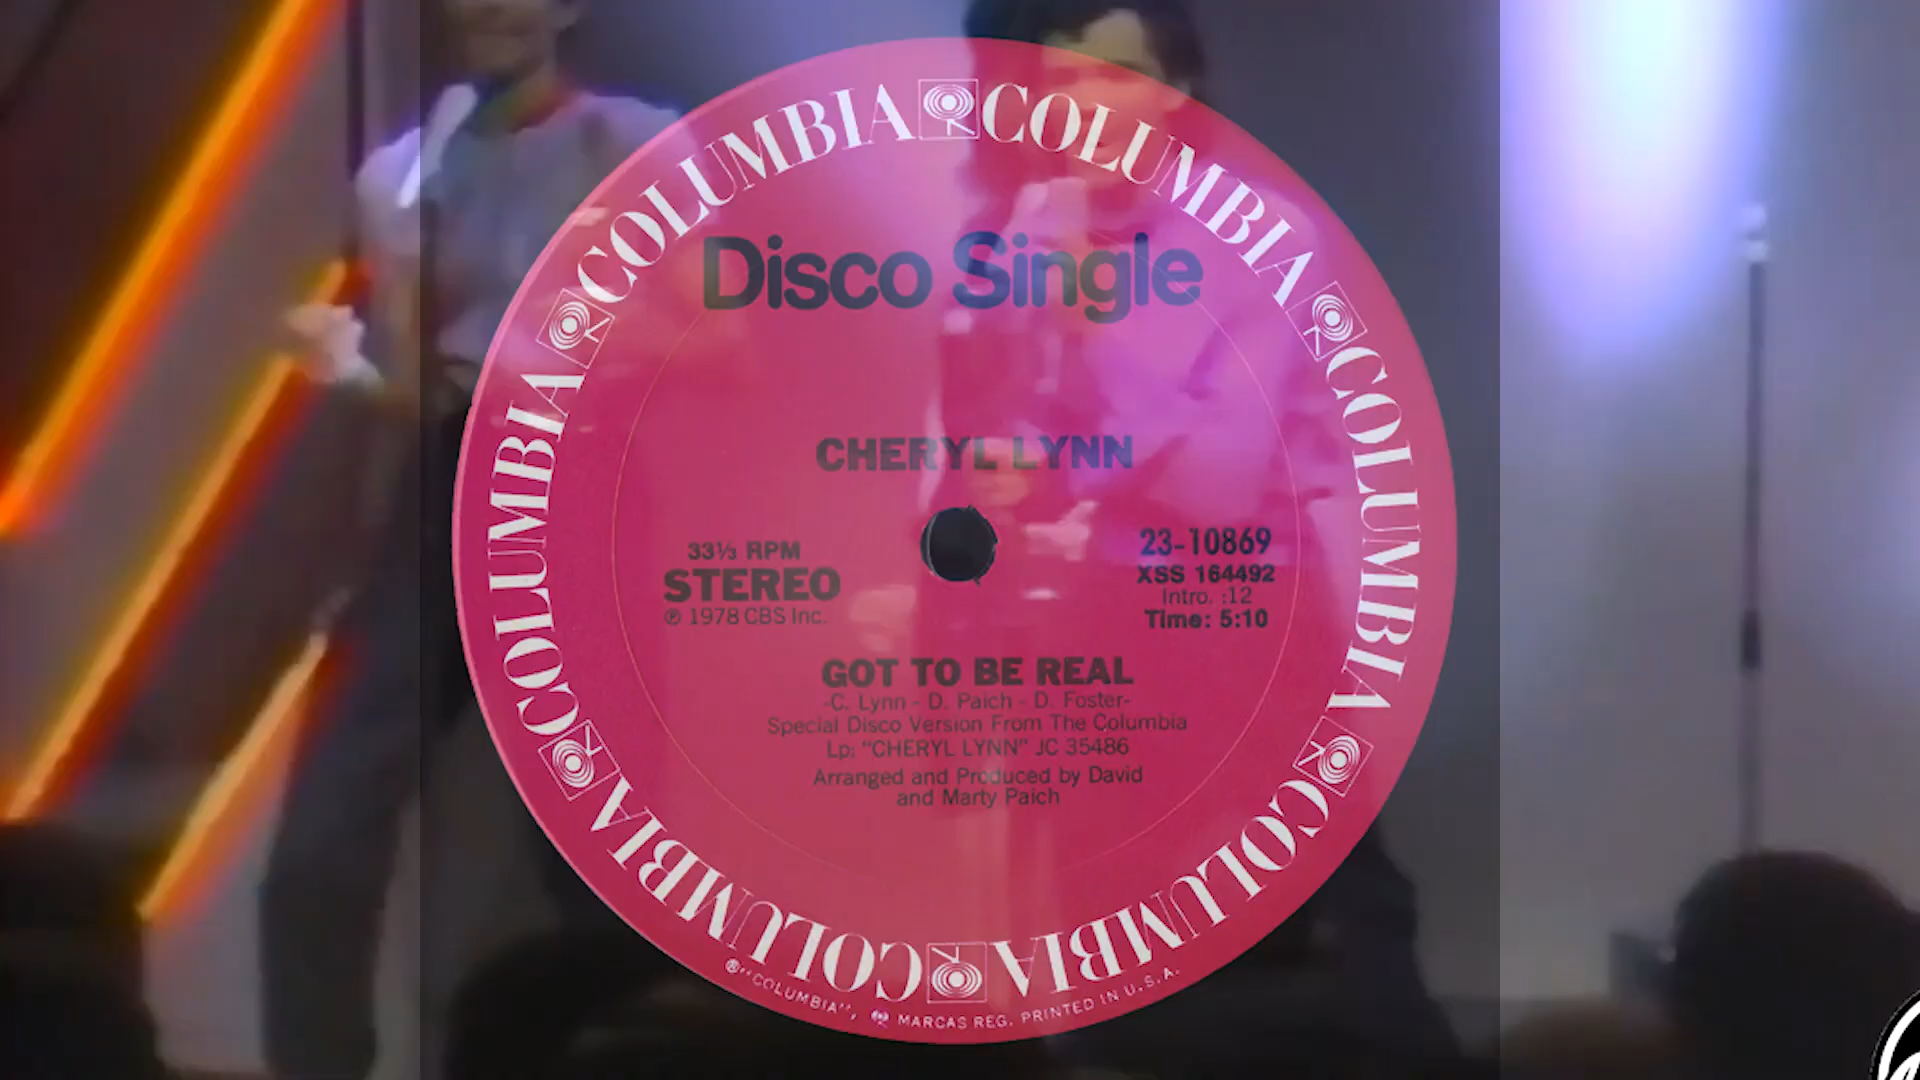 COLUMBIA COLUMBIA COLUMBIA COLUMBIA COLUMBIA COLUMBIA COLUMBIA COLUMBIA
Disco Single
CHERYL LYNN
33⅓ RPM
STEREO
℗ 1978 CBS Inc.
23-10869
XSS 164492
Intro. :12
Time: 5:10
GOT TO BE REAL
-C. Lynn - D. Paich - D. Foster-
Special Disco Version From The Columbia
Lp: "CHERYL LYNN" JC 35486
Arranged and Produced by David
and Marty Paich
®"COLUMBIA", MARCAS REG. PRINTED IN U.S.A.